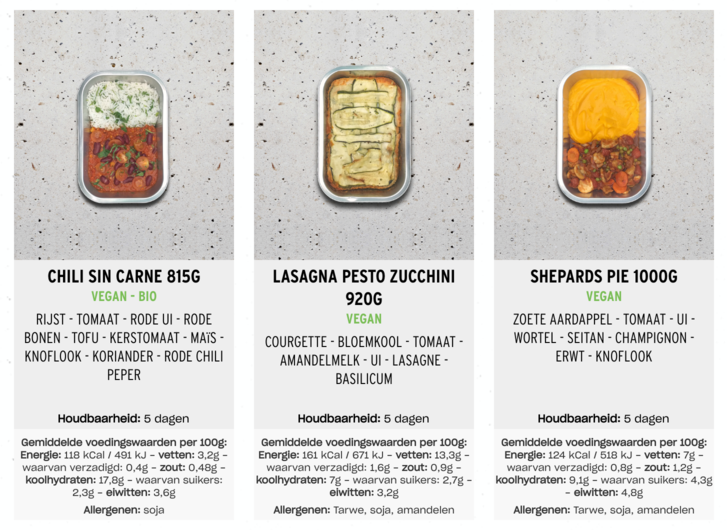 CHILI SIN CARNE 815G
VEGAN - BIO
RIJST - TOMAAT - RODE UI - RODE
BONEN - TOFU - KERSTOMAAT - MAÏS -
KNOFLOOK - KORIANDER - RODE CHILI
PEPER
Houdbaarheid: 5 dagen
Gemiddelde voedingswaarden per 100g:
Energie: 118 kCal / 491 kJ – vetten: 3,2g –
waarvan verzadigd: 0,4g – zout: 0,48g –
koolhydraten: 17,8g – waarvan suikers:
2,3g – eiwitten: 3,6g
Allergenen: soja
LASAGNA PESTO ZUCCHINI
920G
VEGAN
COURGETTE - BLOEMKOOL - TOMAAT -
AMANDELMELK - UI - LASAGNE -
BASILICUM
Houdbaarheid: 5 dagen
Gemiddelde voedingswaarden per 100g:
Energie: 161 kCal / 671 kJ – vetten: 13,3g –
waarvan verzadigd: 1,6g – zout: 0,9g –
koolhydraten: 7g – waarvan suikers: 2,7g –
eiwitten: 3,2g
Allergenen: Tarwe, soja, amandelen
SHEPARDS PIE 1000G
VEGAN
ZOETE AARDAPPEL - TOMAAT - UI -
WORTEL - SEITAN - CHAMPIGNON -
ERWT - KNOFLOOK
Houdbaarheid: 5 dagen
Gemiddelde voedingswaarden per 100g:
Energie: 124 kCal / 518 kJ – vetten: 7g –
waarvan verzadigd: 0,8g – zout: 1,2g –
koolhydraten: 9,1g – waarvan suikers: 4,3g
– eiwitten: 4,8g
Allergenen: Tarwe, soja, amandelen